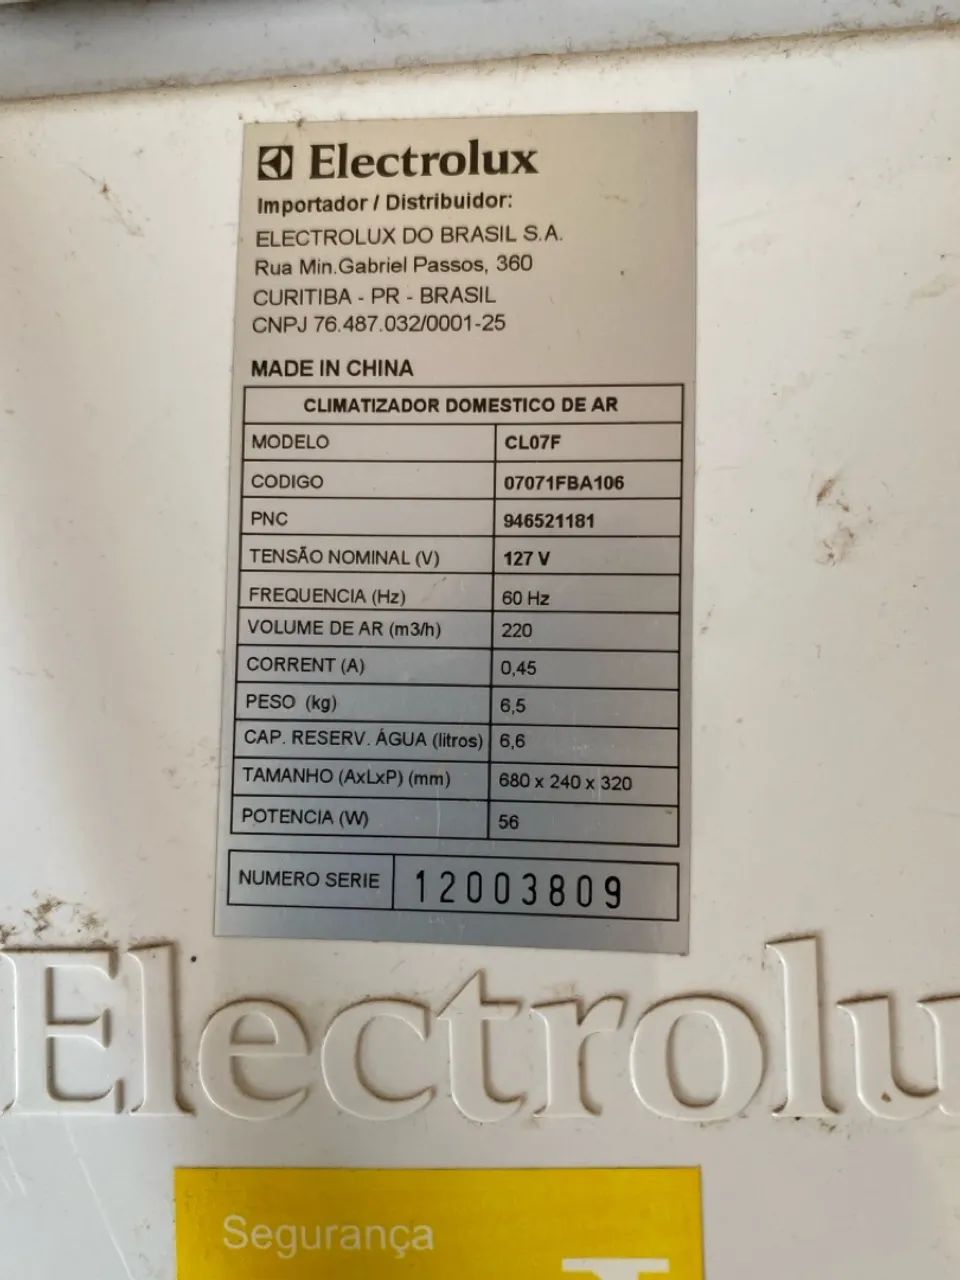 Electrolux
Importador / Distribuidor:
ELECTROLUX DO BRASIL S.A.
Rua Min.Gabriel Passos, 360
CURITIBA - PR - BRASIL
CNPJ 76.487.032/0001-25
MADE IN CHINA
CLIMATIZADOR DOMESTICO DE AR
MODELO CL07F
CODIGO 07071FBA106
PNC 946521181
TENSÃO NOMINAL (V) 127 V
FREQUENCIA (Hz) 60 Hz
VOLUME DE AR (m3/h) 220
CORRENT (A) 0,45
PESO (kg) 6,5
CAP. RESERV. ÁGUA (litros) 6,6
TAMANHO (AxLxP) (mm) 680 x 240 x 320
POTENCIA (W) 56
NUMERO SERIE 12003809
Electrolu
Segurança